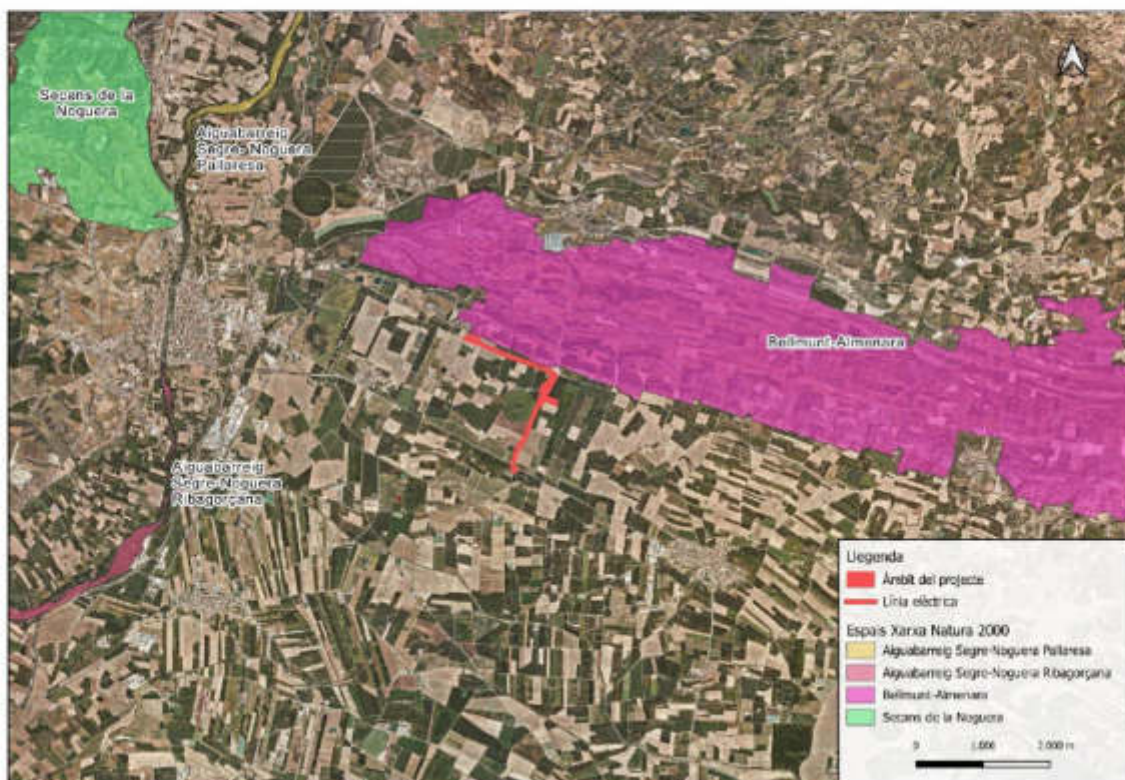 Secans de la
Noguera
Aiguabarreig
Segre-Noguera
Pallaresa
Bellmunt-Almenara
Aiguabarreig
Segre-Noguera
Ribagorçana
Llegenda
Àmbit del projecte
Línia elèctrica
Espais Xarxa Natura 2000
Aiguabarreig Segre-Noguera Pallaresa
Aiguabarreig Segre-Noguera Ribagorçana
Bellmunt-Almenara
Secans de la Noguera
0 1.000 2.000 m